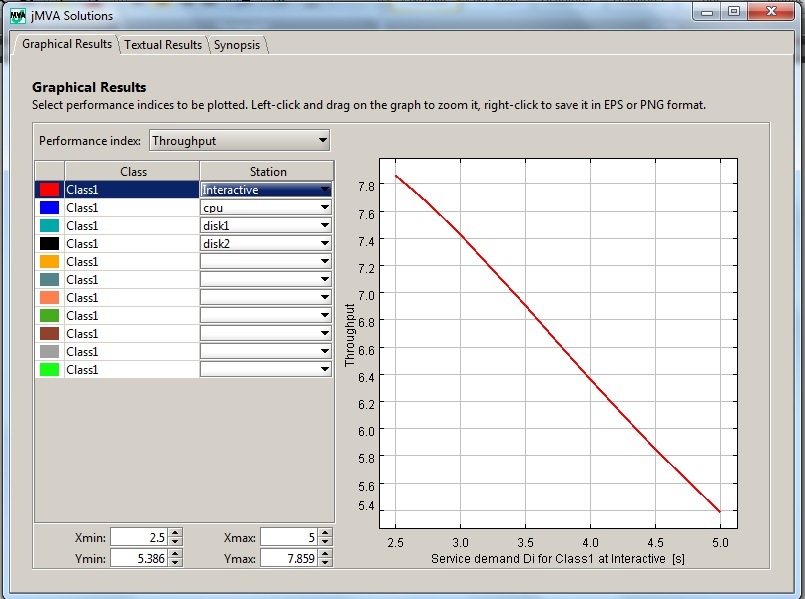 MVA jMVA Solutions
Graphical Results Textual Results Synopsis
Graphical Results
Select performance indices to be plotted. Left-click and drag on the graph to zoom it, right-click to save it in EPS or PNG format.
Performance index: Throughput
Class Station
Class1 Interactive
Class1 cpu
Class1 disk1
Class1 disk2
Class1
Class1
Class1
Class1
Class1
Class1
Class1
Xmin: 2.5 Xmax: 5
Ymin: 5.386 Ymax: 7.859
Throughput
7.8
7.6
7.4
7.2
7.0
6.8
6.6
6.4
6.2
6.0
5.8
5.6
5.4
2.5 3.0 3.5 4.0 4.5 5.0
Service demand Di for Class1 at Interactive [s]